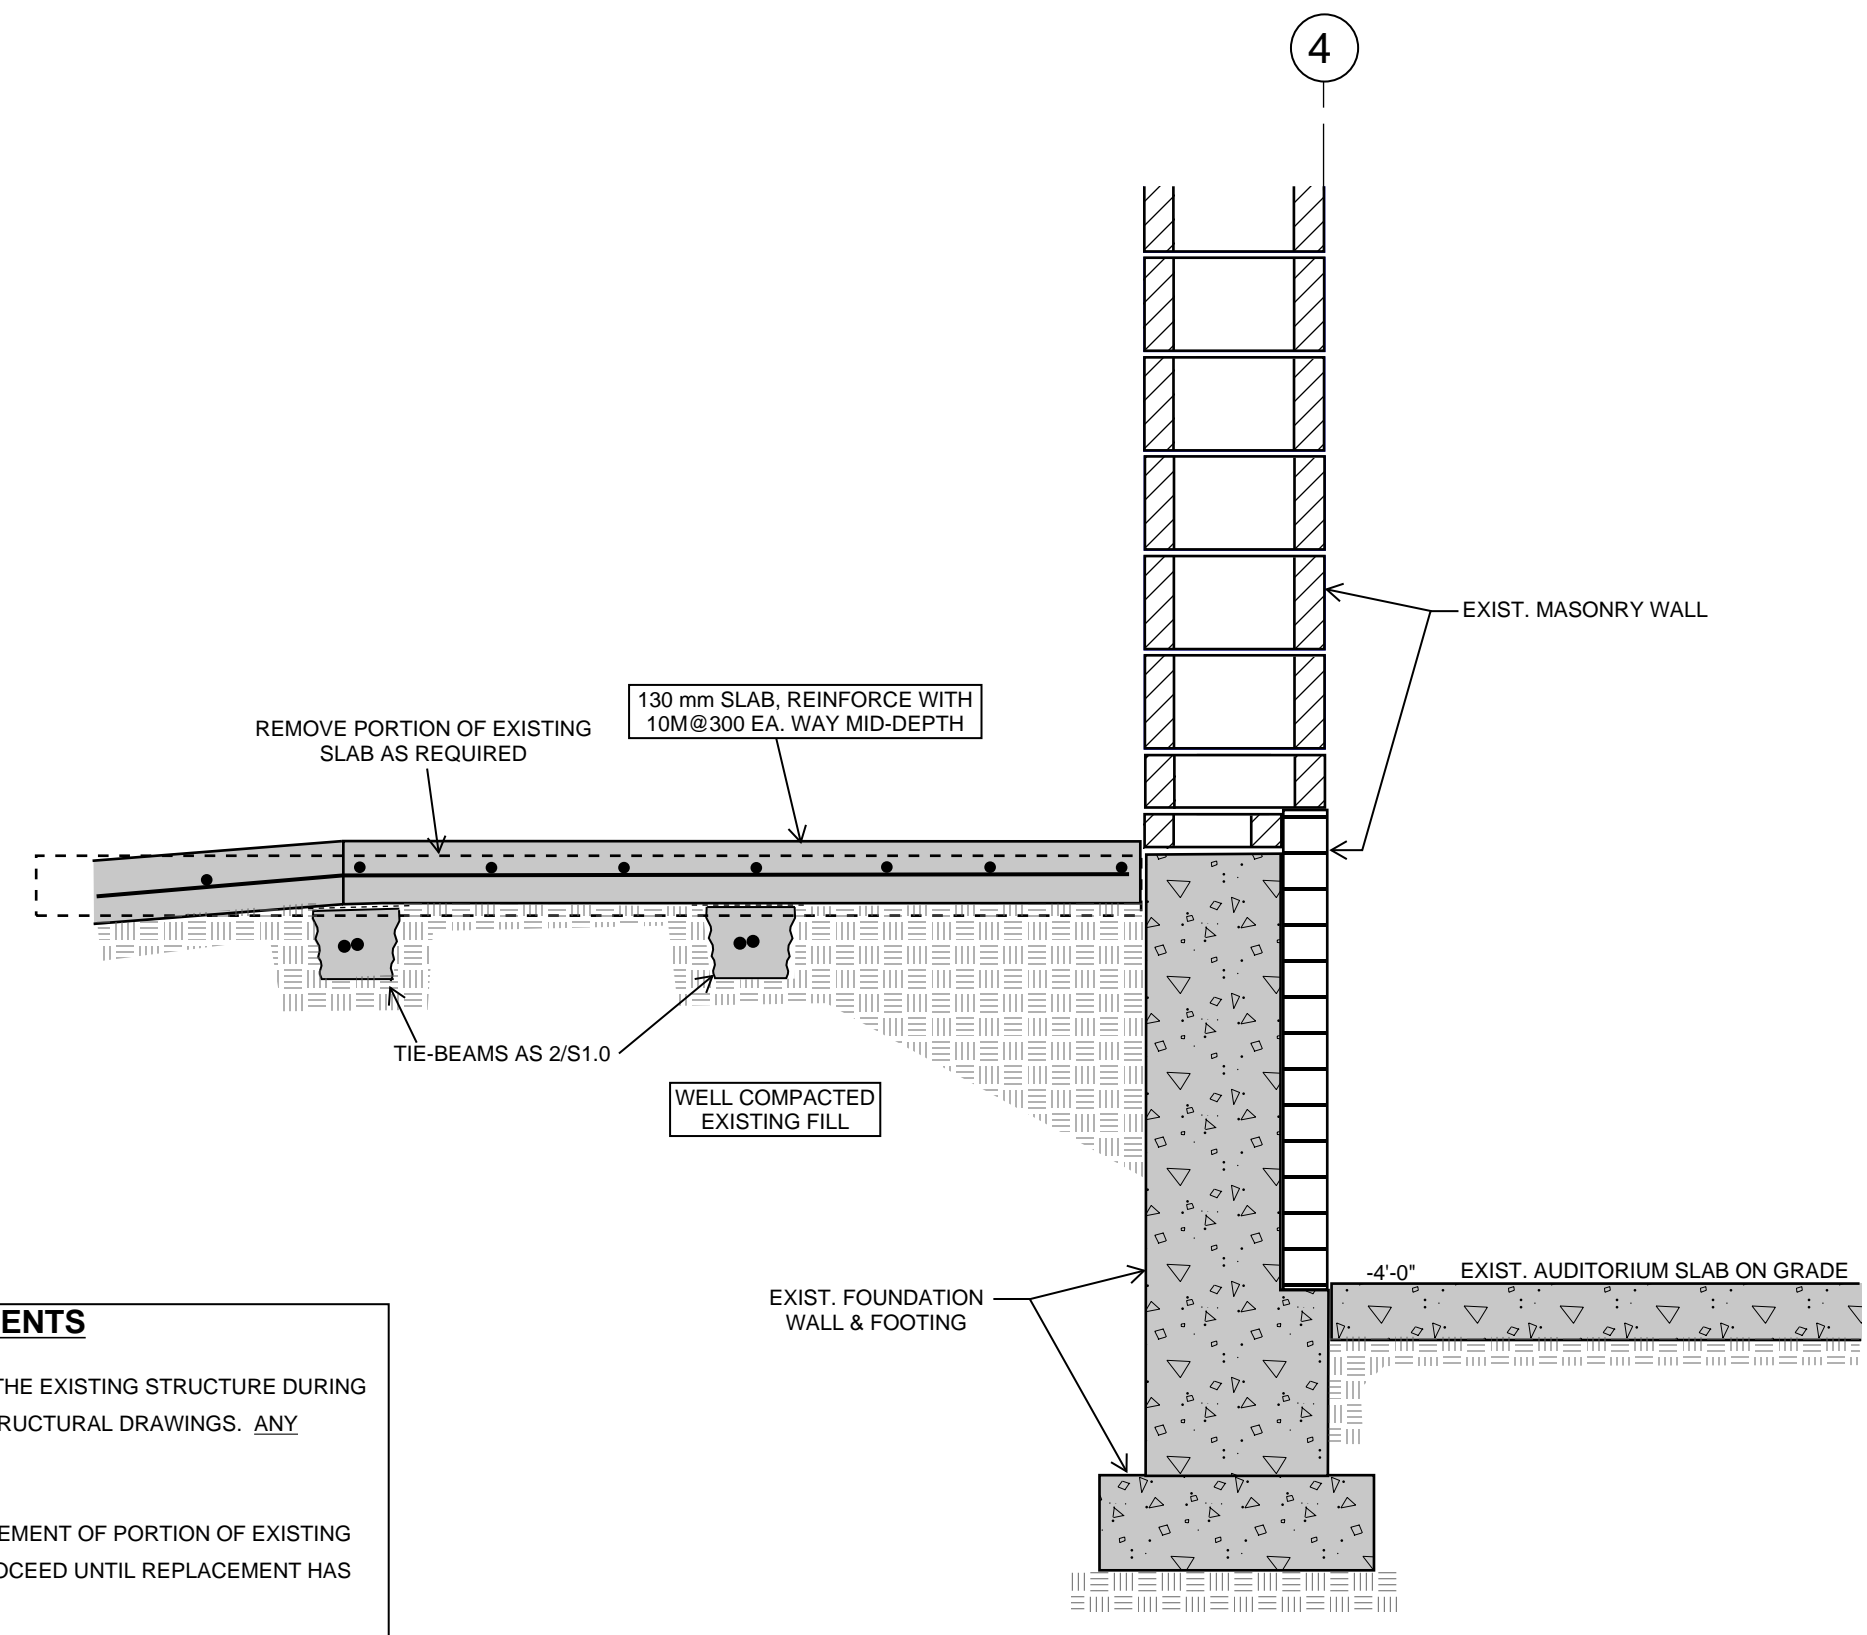 4
EXIST. MASONRY WALL
130 mm SLAB, REINFORCE WITH
10M@300 EA. WAY MID-DEPTH
REMOVE PORTION OF EXISTING
SLAB AS REQUIRED
TIE-BEAMS AS 2/S1.0
WELL COMPACTED
EXISTING FILL
-4'-0"
EXIST. AUDITORIUM SLAB ON GRADE
EXIST. FOUNDATION
WALL & FOOTING
ENTS
THE EXISTING STRUCTURE DURING
RUCTURAL DRAWINGS. ANY
EMENT OF PORTION OF EXISTING
OCEED UNTIL REPLACEMENT HAS